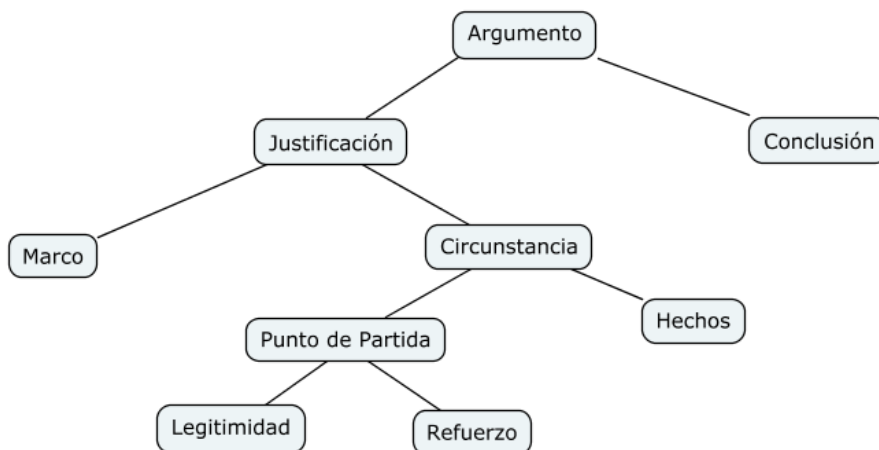 Argumento
Justificación
Conclusión
Marco
Circunstancia
Hechos
Punto de Partida
Legitimidad
Refuerzo